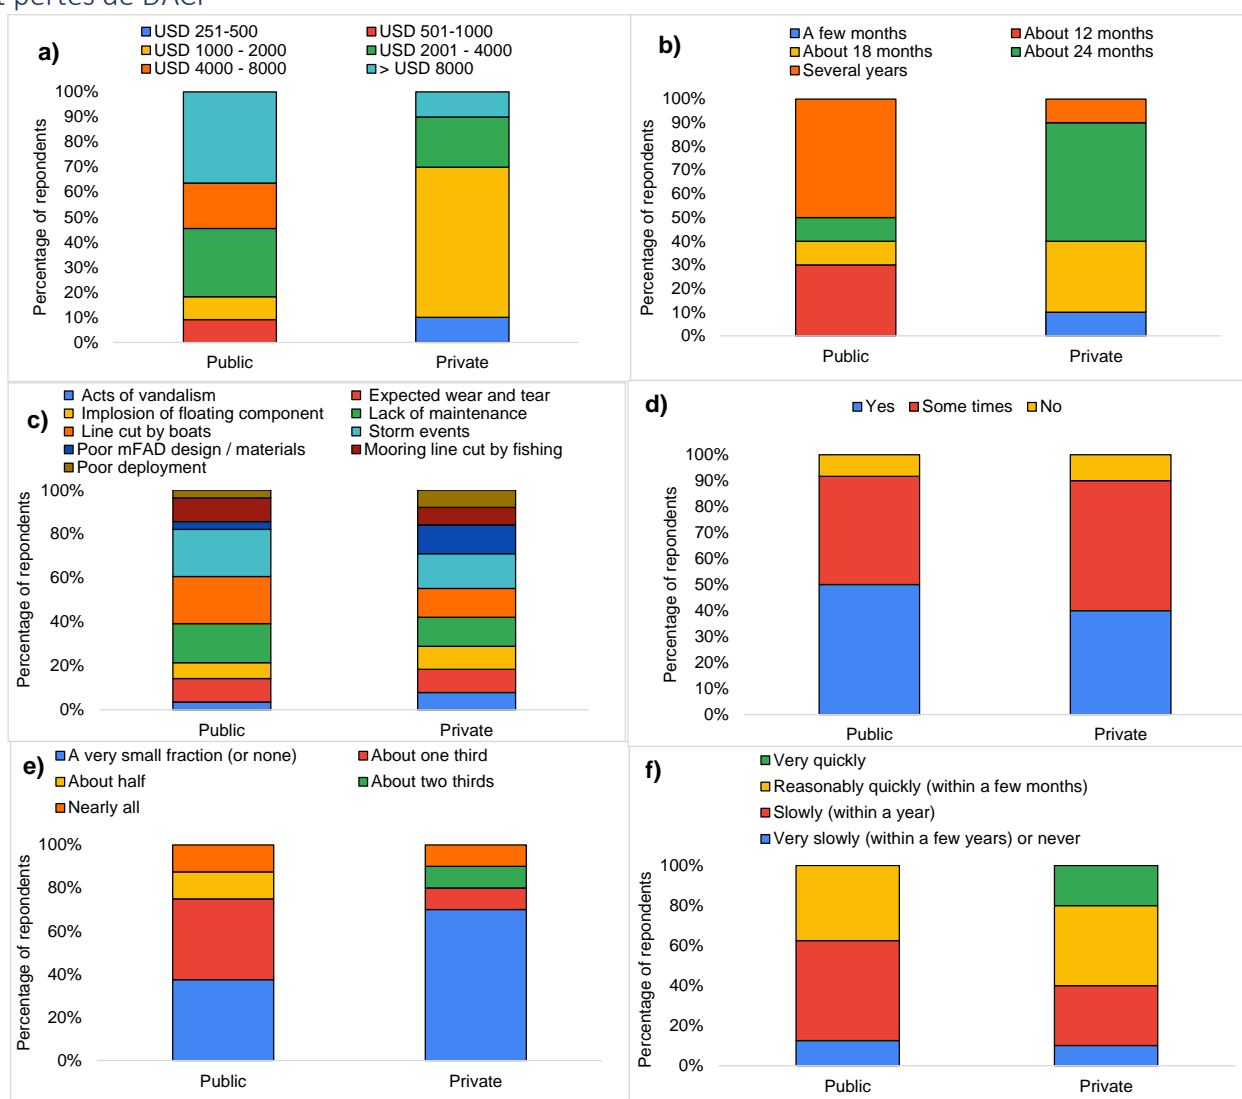 t pertes de DACP
a)
USD 251-500 USD 501-1000
USD 1000 - 2000 USD 2001 - 4000
USD 4000 - 8000 > USD 8000
Percentage of repondents
100%
90%
80%
70%
60%
50%
40%
30%
20%
10%
0%
Public Private
b)
A few months About 12 months
About 18 months About 24 months
Several years
Percentage of repondents
100%
90%
80%
70%
60%
50%
40%
30%
20%
10%
0%
Public Private
c)
Acts of vandalism Expected wear and tear
Implosion of floating component Lack of maintenance
Line cut by boats Storm events
Poor mFAD design / materials Mooring line cut by fishing
Poor deployment
Percentage of repondents
100%
80%
60%
40%
20%
0%
Public Private
d)
Yes Some times No
Percentage of repondents
100%
90%
80%
70%
60%
50%
40%
30%
20%
10%
0%
Public Private
e)
A very small fraction (or none) About one third
About half About two thirds
Nearly all
Percentage of repondents
100%
80%
60%
40%
20%
0%
Public Private
f)
Very quickly
Reasonably quickly (within a few months)
Slowly (within a year)
Very slowly (within a few years) or never
Percentage of repondents
100%
80%
60%
40%
20%
0%
Public Private